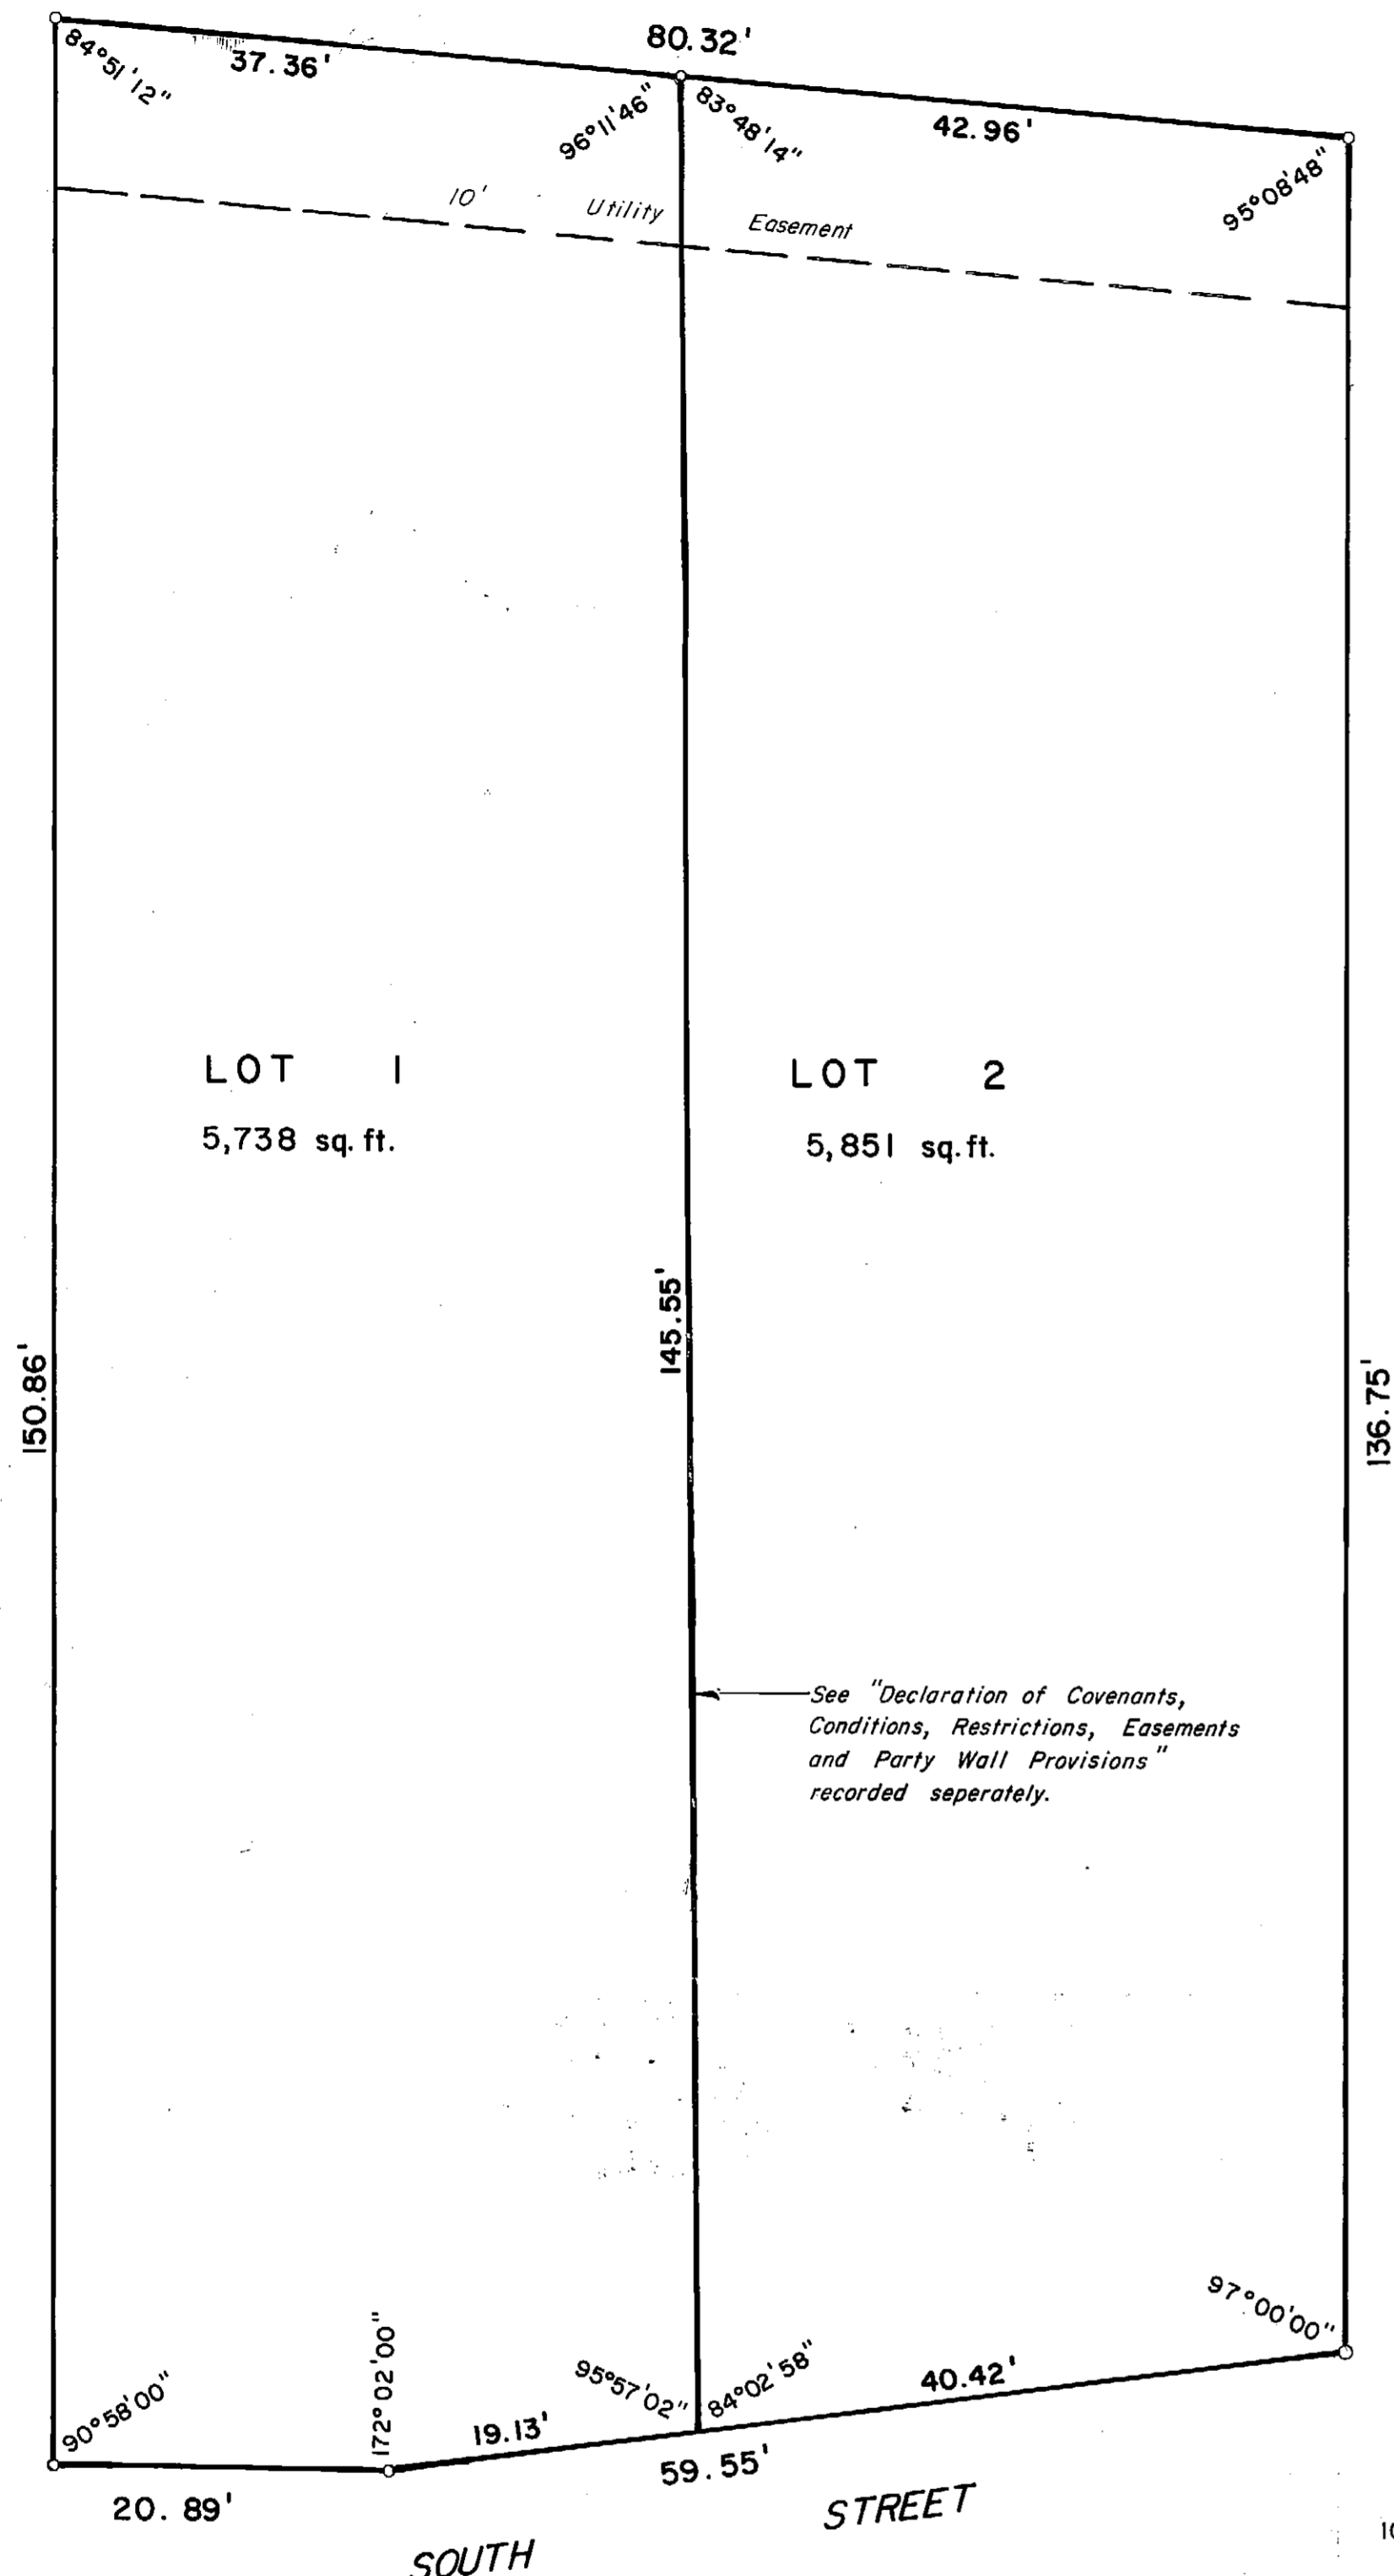 80.32'
37.36'
84°51'12"
96°11'46"
83°48'14"
42.96'
95°08'48"
10' Utility Easement
LOT 1
5,738 sq. ft.
LOT 2
5,851 sq. ft.
150.86'
145.55'
136.75'
See "Declaration of Covenants,
Conditions, Restrictions, Easements
and Party Wall Provisions"
recorded seperately.
97°00'00"
90°58'00"
172°02'00"
95°57'02"
84°02'58"
40.42'
19.13'
59.55'
20.89'
SOUTH STREET